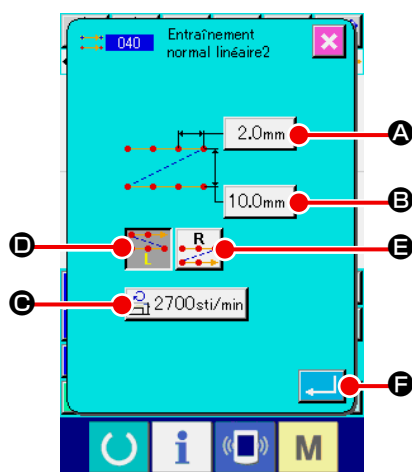 040 Entraînement
normal linéaire2
2.0mm
A
10.0mm
B
D
L
R
E
C
2700sti/min
F
i
M